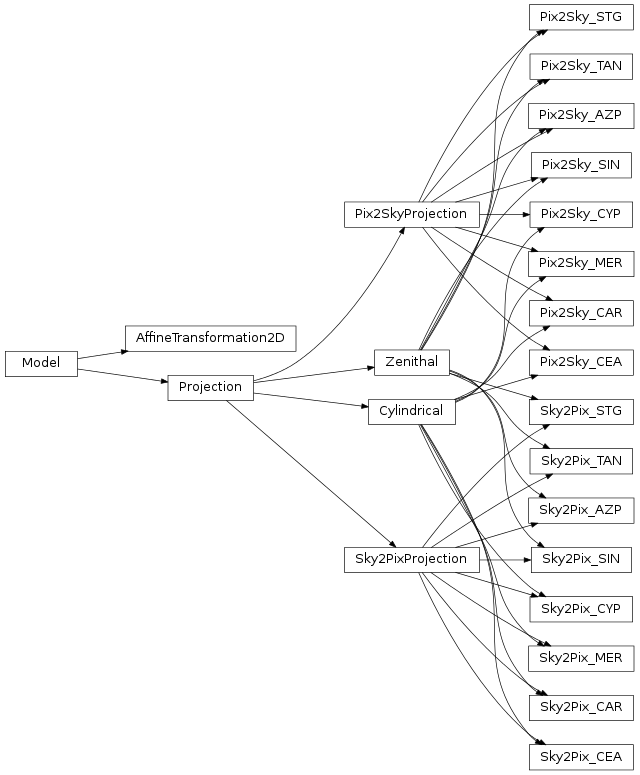 Pix2Sky_STG
Pix2Sky_TAN
Pix2Sky_AZP
Pix2Sky_SIN
Pix2SkyProjection
Pix2Sky_CYP
Pix2Sky_MER
Pix2Sky_CAR
AffineTransformation2D
Model
Zenithal
Pix2Sky_CEA
Projection
Cylindrical
Sky2Pix_STG
Sky2Pix_TAN
Sky2Pix_AZP
Sky2PixProjection
Sky2Pix_SIN
Sky2Pix_CYP
Sky2Pix_MER
Sky2Pix_CAR
Sky2Pix_CEA